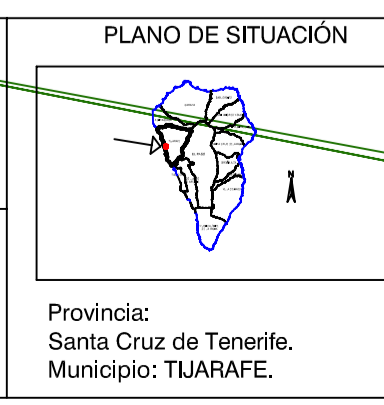 PLANO DE SITUACIÓN
N
Provincia:
Santa Cruz de Tenerife.
Municipio: TIJARAFE.